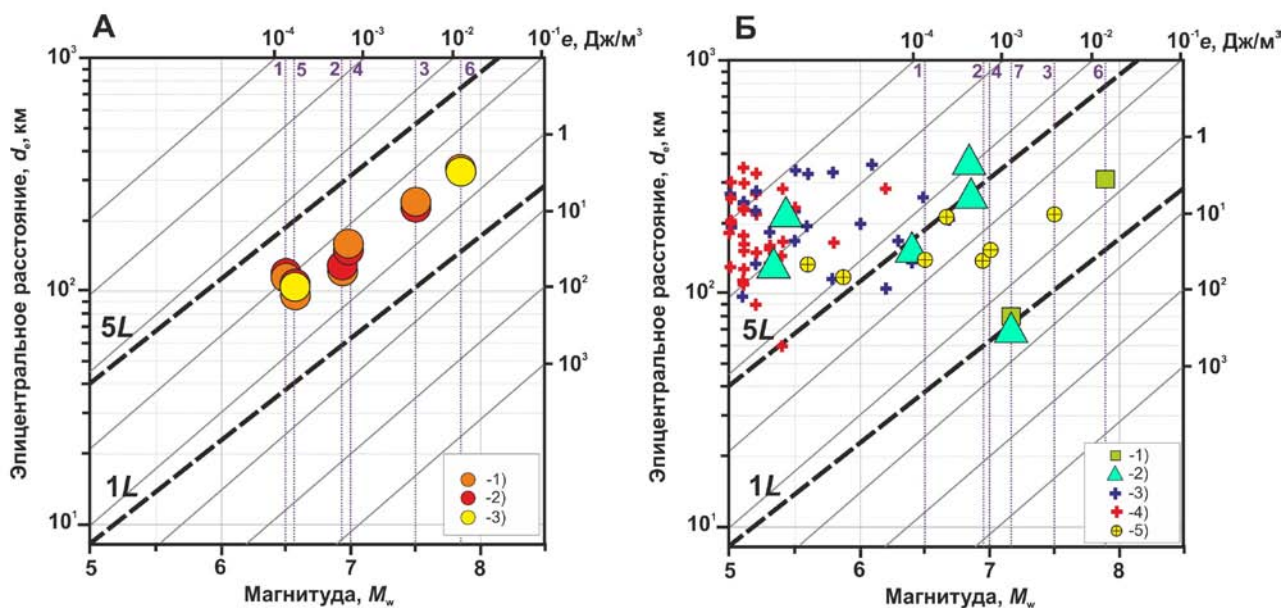 А
10⁻⁴ 10⁻³ 10⁻² 10⁻¹ e, Дж/м³
1 5 2 4 3 6
10³
10²
10¹
Эпицентральное расстояние, dₑ, км
1
10¹
10²
10³
5L
1L
-1)
-2)
-3)
5 6 7 8
Магнитуда, M_w
Б
10⁻⁴ 10⁻³ 10⁻² 10⁻¹ e, Дж/м³
1 2 4 7 3 6
10³
10²
10¹
Эпицентральное расстояние, dₑ, км
1
10¹
10²
10³
5L
1L
-1)
-2)
-3)
-4)
-5)
5 6 7 8
Магнитуда, M_w